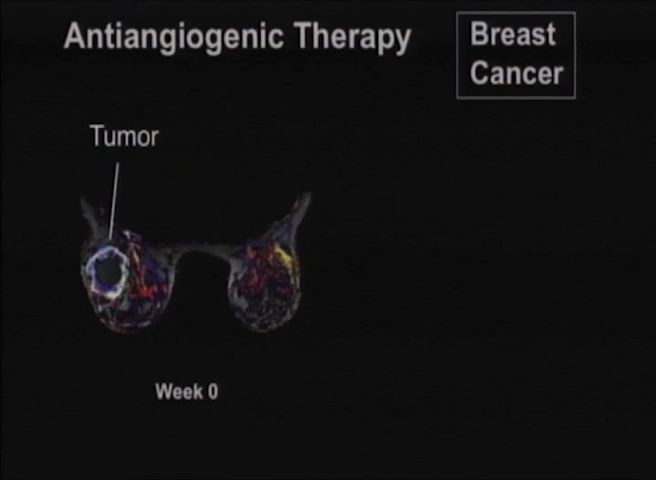 Antiangiogenic Therapy
Breast
Cancer
Tumor
Week 0